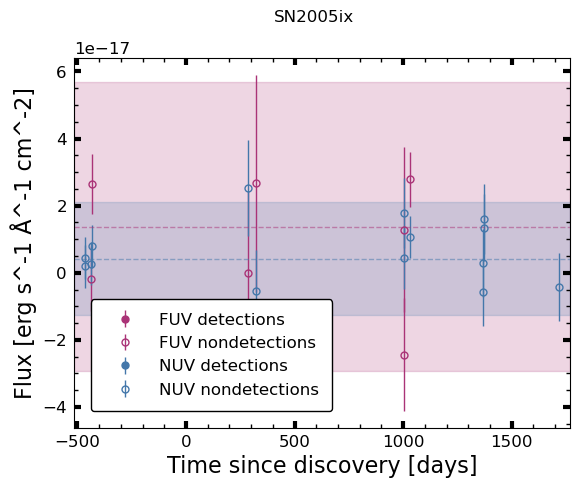 SN2005ix
1e−17
6
4
2
0
−2
−4
Flux [erg s^-1 Å^-1 cm^-2]
FUV detections
FUV nondetections
NUV detections
NUV nondetections
−500 0 500 1000 1500
Time since discovery [days]